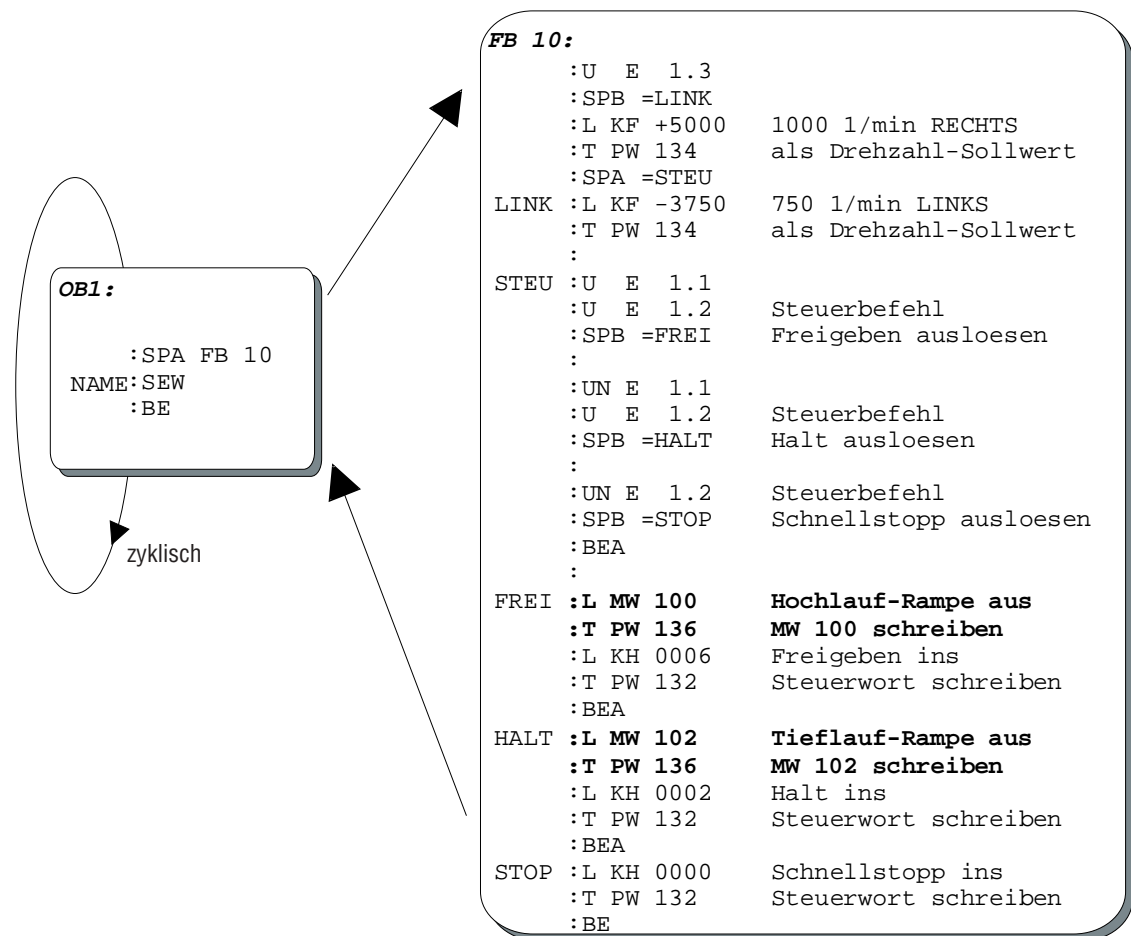 OB1:
:SPA FB 10
NAME:SEW
:BE
zyklisch
FB 10:
:U  E  1.3
:SPB =LINK
:L KF +5000   1000 1/min RECHTS
:T PW 134     als Drehzahl-Sollwert
:SPA =STEU
LINK :L KF -3750   750 1/min LINKS
:T PW 134     als Drehzahl-Sollwert
:
STEU :U  E  1.1
:U  E  1.2    Steuerbefehl
:SPB =FREI    Freigeben ausloesen
:
:UN E  1.1
:U  E  1.2    Steuerbefehl
:SPB =HALT    Halt ausloesen
:
:UN E  1.2    Steuerbefehl
:SPB =STOP    Schnellstopp ausloesen
:BEA
:
FREI :L MW 100     Hochlauf-Rampe aus
:T PW 136     MW 100 schreiben
:L KH 0006    Freigeben ins
:T PW 132     Steuerwort schreiben
:BEA
HALT :L MW 102     Tieflauf-Rampe aus
:T PW 136     MW 102 schreiben
:L KH 0002    Halt ins
:T PW 132     Steuerwort schreiben
:BEA
STOP :L KH 0000    Schnellstopp ins
:T PW 132     Steuerwort schreiben
:BE